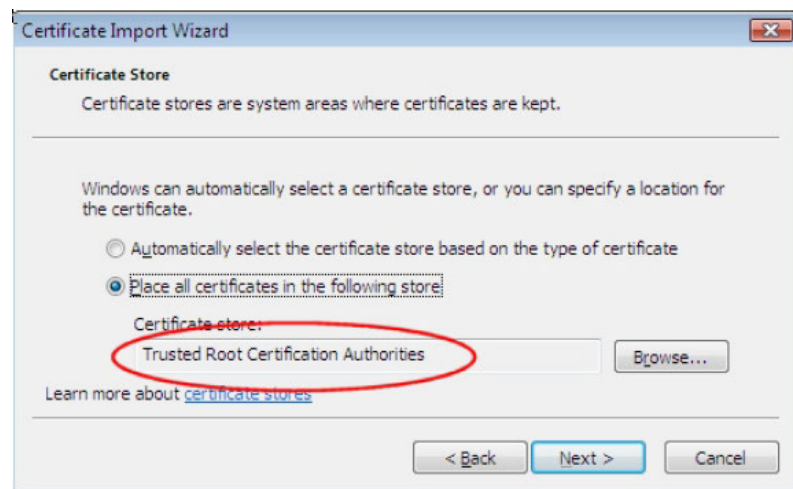 Certificate Import Wizard
Certificate Store
Certificate stores are system areas where certificates are kept.
Windows can automatically select a certificate store, or you can specify a location for
the certificate.
Automatically select the certificate store based on the type of certificate
Place all certificates in the following store
Certificate store:
Trusted Root Certification Authorities
Browse...
Learn more about certificate stores
< Back
Next >
Cancel